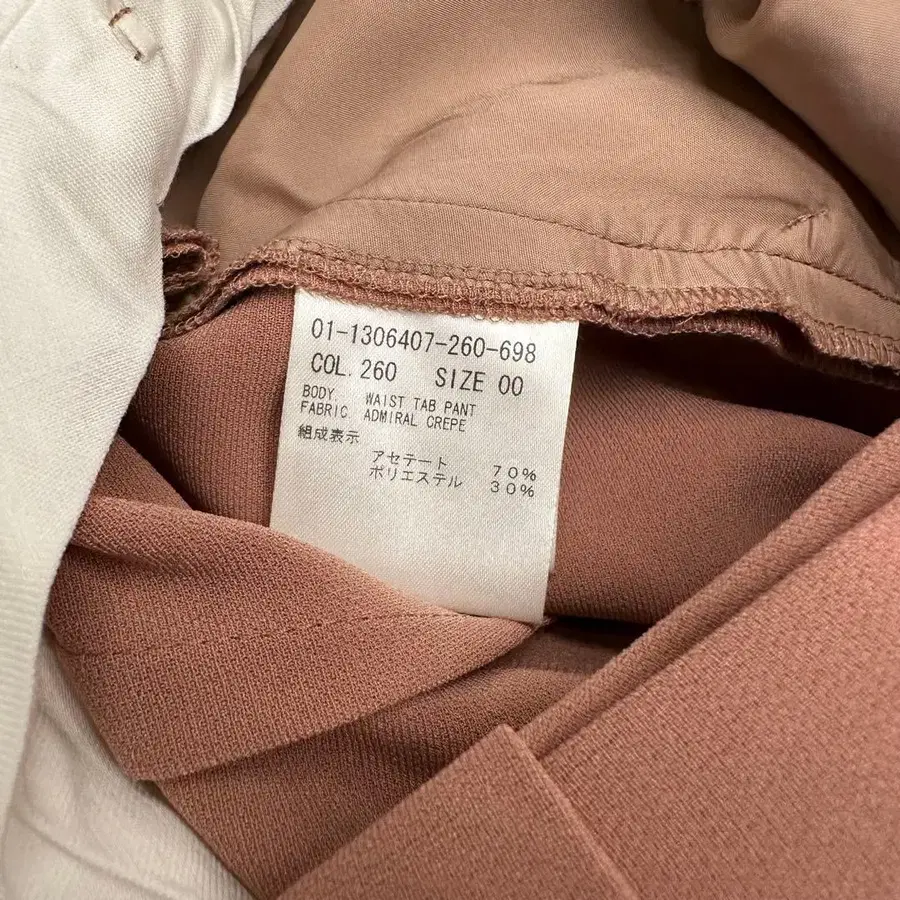 01-1306407-260-698
COL. 260 SIZE 00
BODY. WAIST TAB PANT
FABRIC. ADMIRAL CREPE
組成表示
アセテート 70%
ポリエステル 30%